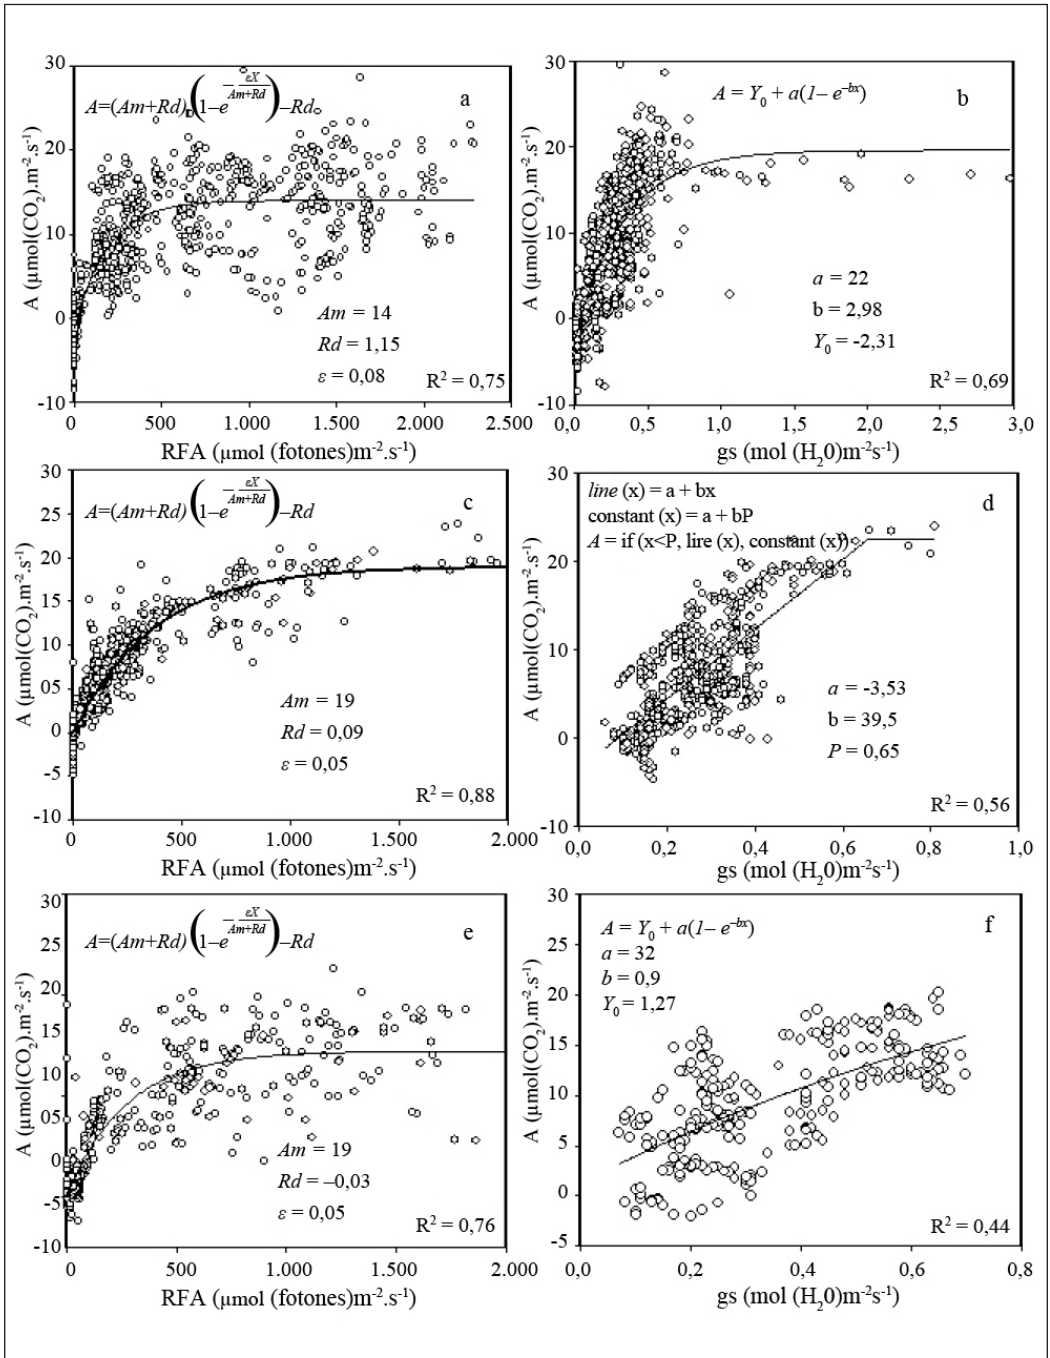 30
20
10
0
-10
A (µmol(CO₂).m⁻².s⁻¹)
A=(Am+Rd)(1–e^(–εX/(Am+Rd)))–Rd
a
Am = 14
Rd = 1,15
ε = 0,08
R² = 0,75
0 500 1.000 1.500 2.000 2.500
RFA (µmol (fotones)m⁻².s⁻¹)
30
20
10
0
-10
A (µmol(CO₂).m⁻².s⁻¹)
A = Y₀ + a(1– e⁻ᵇˣ)
b
a = 22
b = 2,98
Y₀ = -2,31
R² = 0,69
0,0 0,5 1,0 1,5 2,0 2,5 3,0
gs (mol (H₂0)m⁻²s⁻¹)
30
25
20
15
10
05
0
-5
-10
A (µmol(CO₂).m⁻².s⁻¹)
A=(Am+Rd)(1–e^(–εX/(Am+Rd)))–Rd
c
Am = 19
Rd = 0,09
ε = 0,05
R² = 0,88
0 500 1.000 1.500 2.000
RFA (µmol (fotones)m⁻².s⁻¹)
30
20
10
0
-10
A (µmol(CO₂).m⁻².s⁻¹)
line (x) = a + bx
constant (x) = a + bP
A = if (x<P, lire (x), constant (x))
d
a = -3,53
b = 39,5
P = 0,65
R² = 0,56
0,0 0,2 0,4 0,6 0,8 1,0
gs (mol (H₂0)m⁻²s⁻¹)
30
25
20
15
10
05
0
-5
-10
A (µmol(CO₂).m⁻².s⁻¹)
A=(Am+Rd)(1–e^(–εX/(Am+Rd)))–Rd
e
Am = 19
Rd = –0,03
ε = 0,05
R² = 0,76
0 500 1.000 1.500 2.000
RFA (µmol (fotones)m⁻².s⁻¹)
30
25
20
15
10
5
0
-5
A (µmol(CO₂).m⁻².s⁻¹)
A = Y₀ + a(1– e⁻ᵇˣ)
f
a = 32
b = 0,9
Y₀ = 1,27
R² = 0,44
0,0 0,2 0,4 0,6 0,8
gs (mol (H₂0)m⁻²s⁻¹)